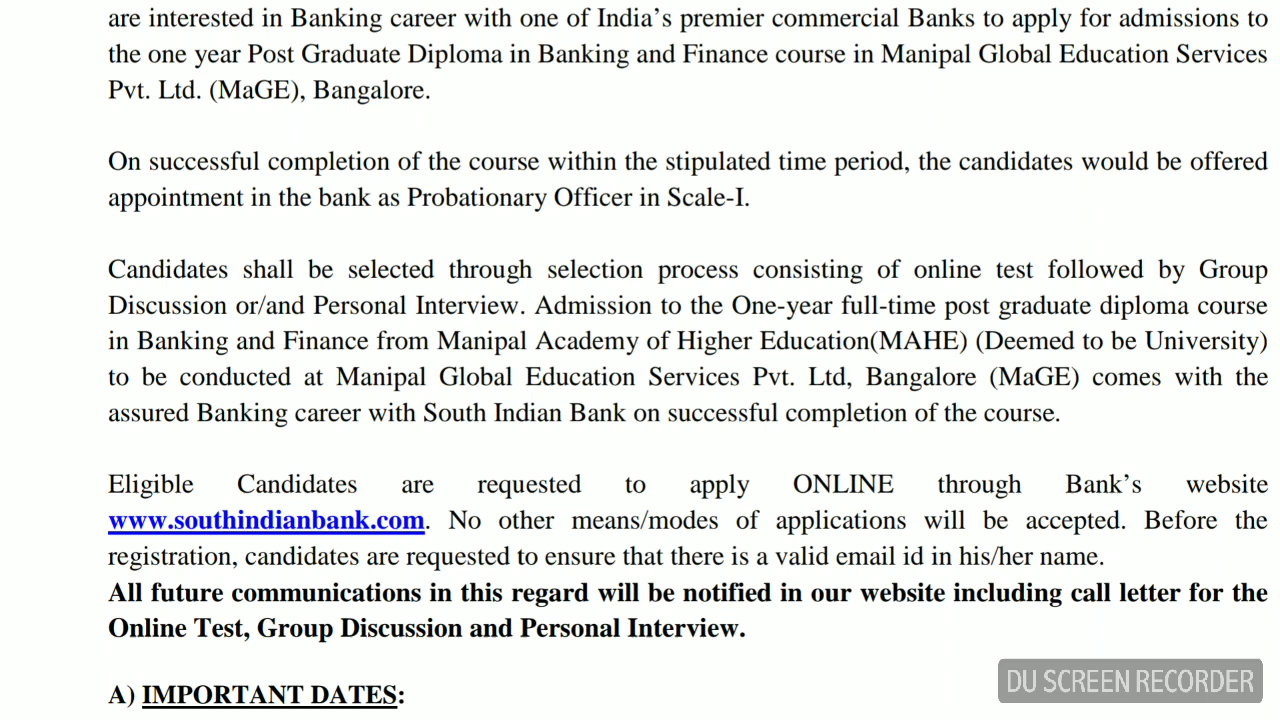 are interested in Banking career with one of India’s premier commercial Banks to apply for admissions to
the one year Post Graduate Diploma in Banking and Finance course in Manipal Global Education Services
Pvt. Ltd. (MaGE), Bangalore.
On successful completion of the course within the stipulated time period, the candidates would be offered
appointment in the bank as Probationary Officer in Scale-I.
Candidates shall be selected through selection process consisting of online test followed by Group
Discussion or/and Personal Interview. Admission to the One-year full-time post graduate diploma course
in Banking and Finance from Manipal Academy of Higher Education(MAHE) (Deemed to be University)
to be conducted at Manipal Global Education Services Pvt. Ltd, Bangalore (MaGE) comes with the
assured Banking career with South Indian Bank on successful completion of the course.
Eligible Candidates are requested to apply ONLINE through Bank’s website
www.southindianbank.com. No other means/modes of applications will be accepted. Before the
registration, candidates are requested to ensure that there is a valid email id in his/her name.
All future communications in this regard will be notified in our website including call letter for the
Online Test, Group Discussion and Personal Interview.
A) IMPORTANT DATES:
DU SCREEN RECORDER